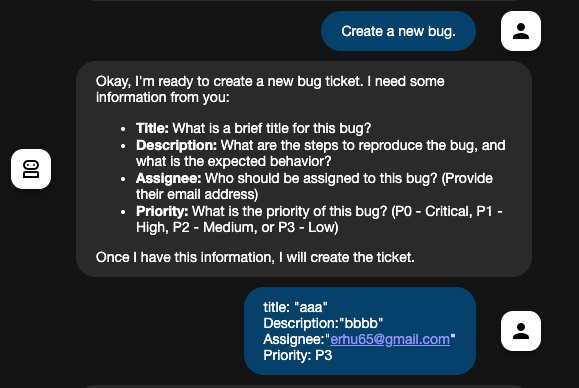 Create a new bug.
Okay, I'm ready to create a new bug ticket. I need some
information from you:
• Title: What is a brief title for this bug?
• Description: What are the steps to reproduce the bug, and
what is the expected behavior?
• Assignee: Who should be assigned to this bug? (Provide
their email address)
• Priority: What is the priority of this bug? (P0 - Critical, P1 -
High, P2 - Medium, or P3 - Low)
Once I have this information, I will create the ticket.
title: "aaa"
Description:"bbbb"
Assignee:"erhu65@gmail.com"
Priority: P3